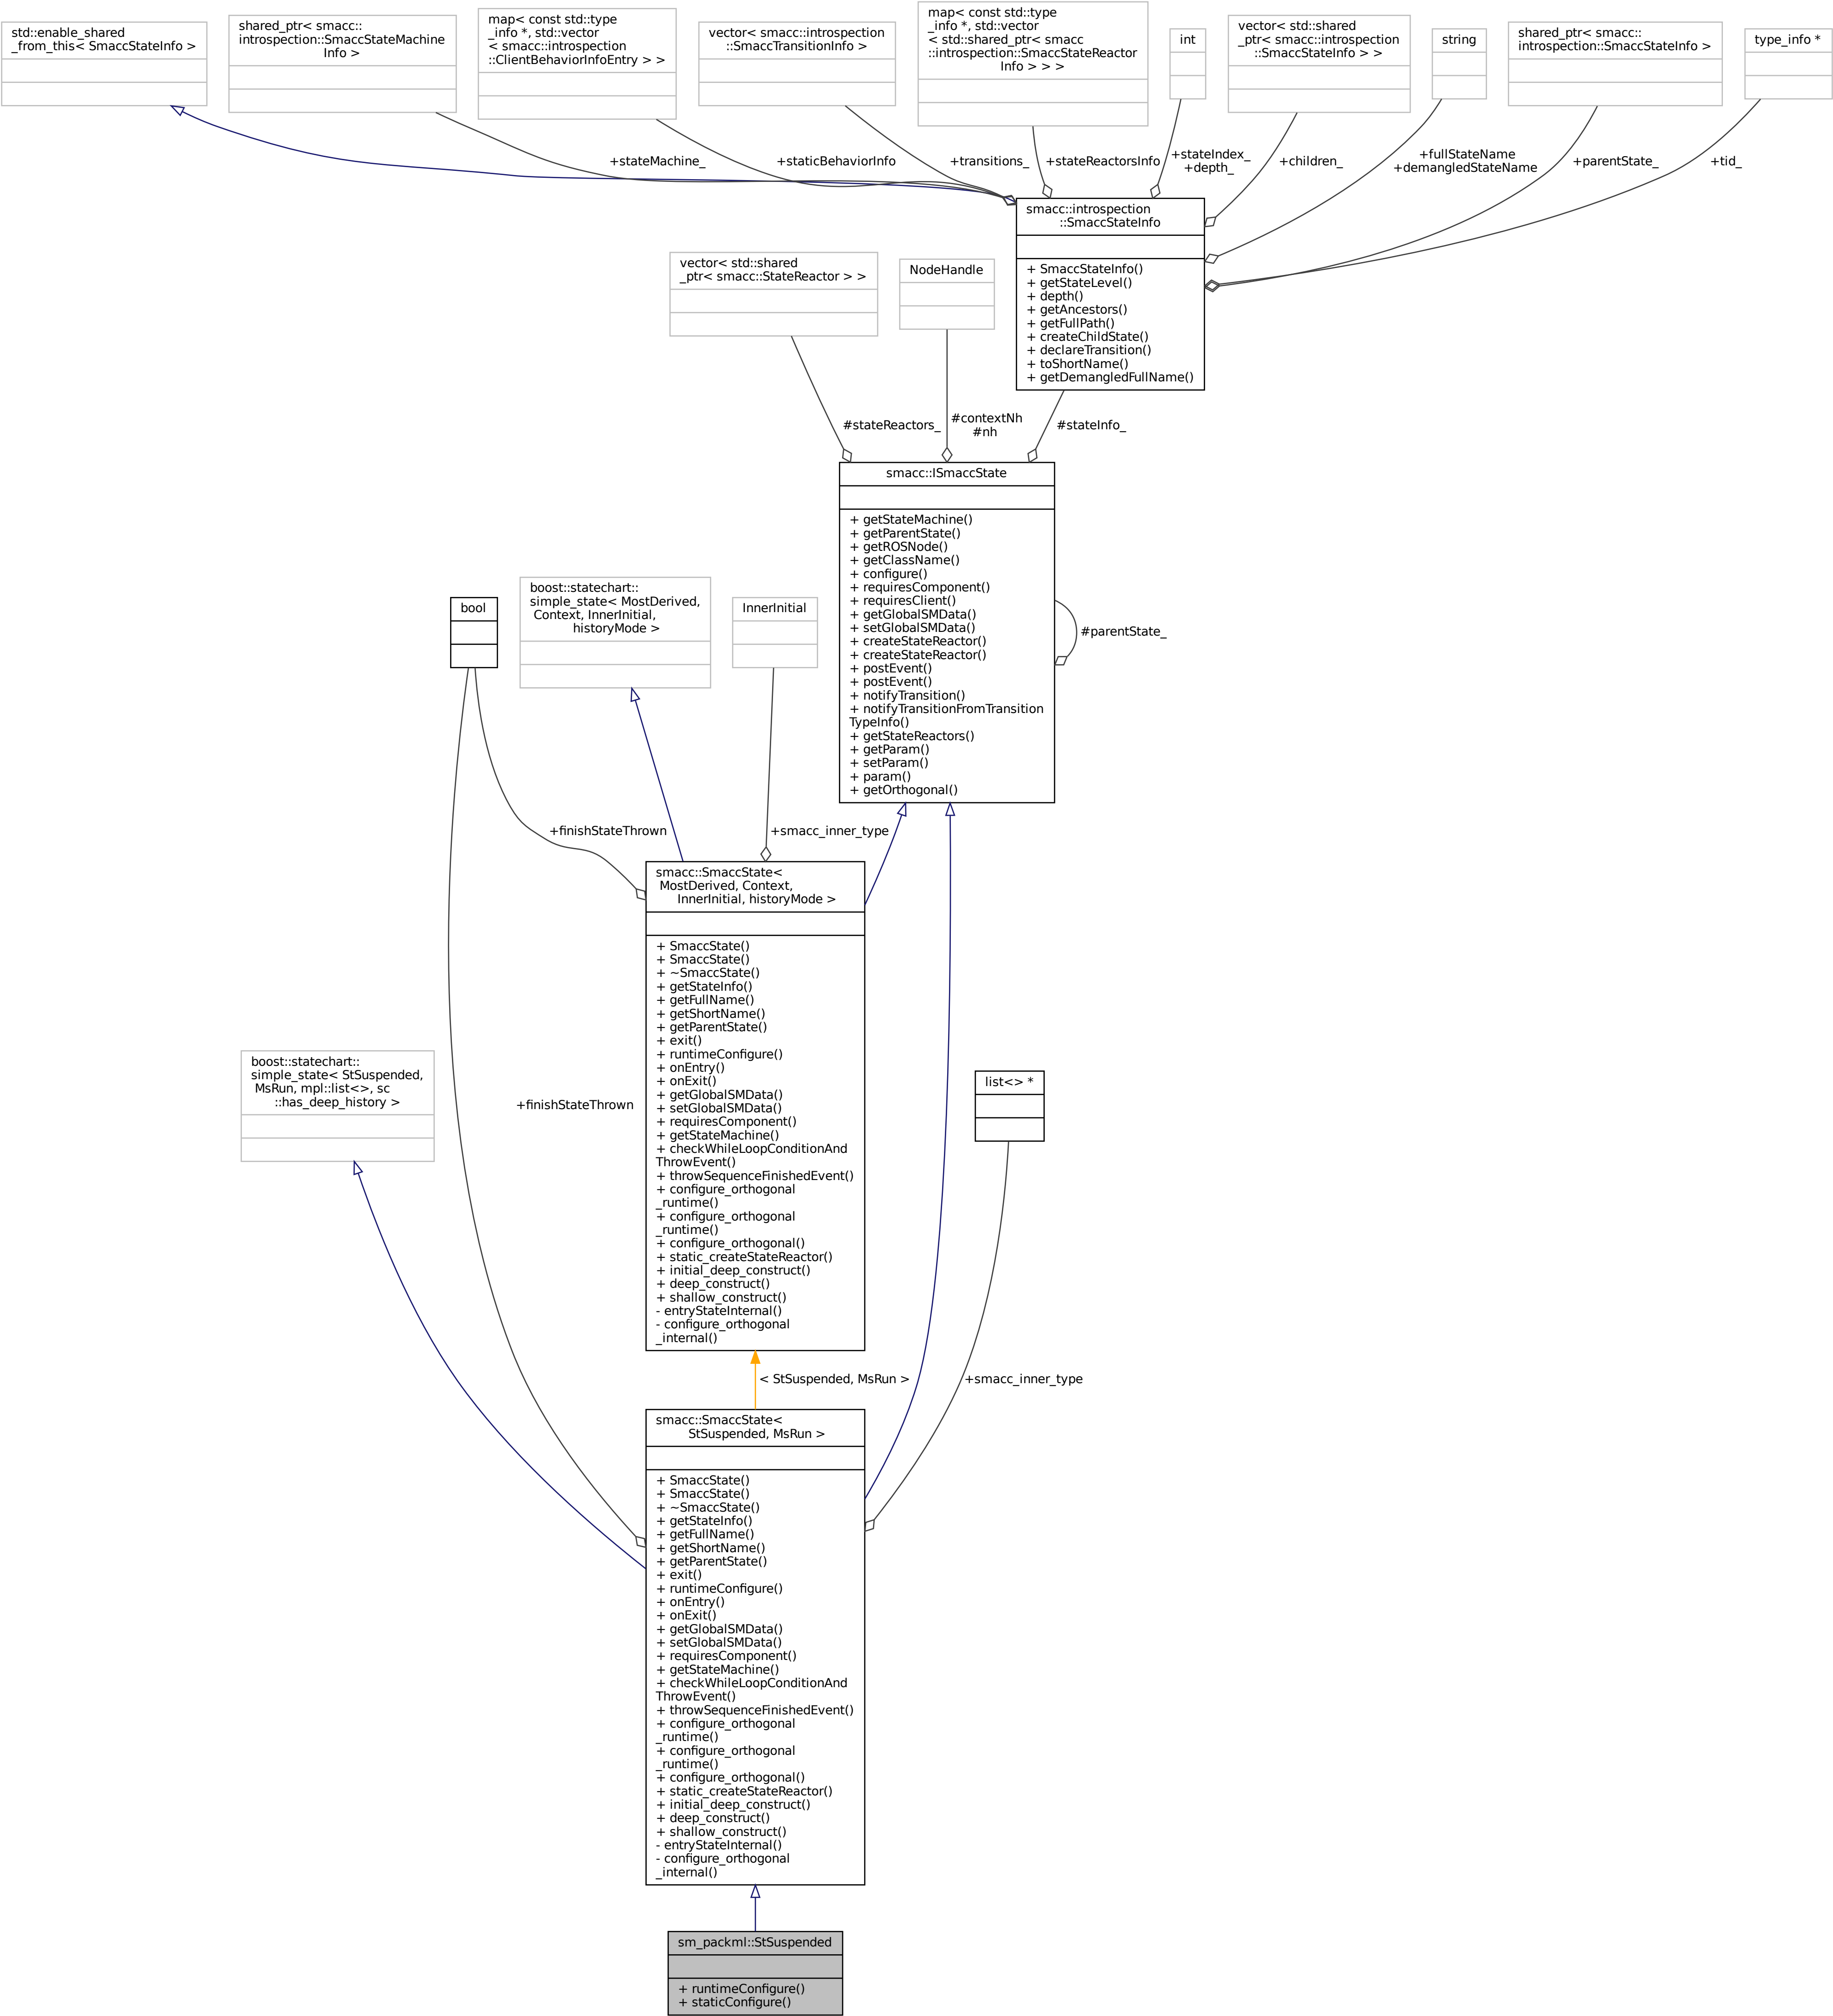 std::enable_shared
_from_this< SmaccStateInfo >
shared_ptr< smacc::
introspection::SmaccStateMachine
Info >
map< const std::type
_info *, std::vector
< smacc::introspection
::ClientBehaviorInfoEntry > >
vector< smacc::introspection
::SmaccTransitionInfo >
map< const std::type
_info *, std::vector
< std::shared_ptr< smacc
::introspection::SmaccStateReactor
Info > > >
int
vector< std::shared
_ptr< smacc::introspection
::SmaccStateInfo > >
string
shared_ptr< smacc::
introspection::SmaccStateInfo >
type_info *
+stateMachine_
+staticBehaviorInfo
+transitions_
+stateReactorsInfo
+stateIndex_
+depth_
+children_
+fullStateName
+demangledStateName
+parentState_
+tid_
smacc::introspection
::SmaccStateInfo
+ SmaccStateInfo()
+ getStateLevel()
+ depth()
+ getAncestors()
+ getFullPath()
+ createChildState()
+ declareTransition()
+ toShortName()
+ getDemangledFullName()
vector< std::shared
_ptr< smacc::StateReactor > >
NodeHandle
#stateReactors_
#contextNh
#nh
#stateInfo_
smacc::ISmaccState
+ getStateMachine()
+ getParentState()
+ getROSNode()
+ getClassName()
+ configure()
+ requiresComponent()
+ requiresClient()
+ getGlobalSMData()
+ setGlobalSMData()
+ createStateReactor()
+ createStateReactor()
+ postEvent()
+ postEvent()
+ notifyTransition()
+ notifyTransitionFromTransition
TypeInfo()
+ getStateReactors()
+ getParam()
+ setParam()
+ param()
+ getOrthogonal()
#parentState_
bool
boost::statechart::
simple_state< MostDerived,
Context, InnerInitial,
historyMode >
InnerInitial
+finishStateThrown
+smacc_inner_type
smacc::SmaccState<
MostDerived, Context,
InnerInitial, historyMode >
+ SmaccState()
+ SmaccState()
+ ~SmaccState()
+ getStateInfo()
+ getFullName()
+ getShortName()
+ getParentState()
+ exit()
+ runtimeConfigure()
+ onEntry()
+ onExit()
+ getGlobalSMData()
+ setGlobalSMData()
+ requiresComponent()
+ getStateMachine()
+ checkWhileLoopConditionAnd
ThrowEvent()
+ throwSequenceFinishedEvent()
+ configure_orthogonal
_runtime()
+ configure_orthogonal
_runtime()
+ configure_orthogonal()
+ static_createStateReactor()
+ initial_deep_construct()
+ deep_construct()
+ shallow_construct()
- entryStateInternal()
- configure_orthogonal
_internal()
boost::statechart::
simple_state< StSuspended,
MsRun, mpl::list<>, sc
::has_deep_history >
+finishStateThrown
list<> *
< StSuspended, MsRun >
+smacc_inner_type
smacc::SmaccState<
StSuspended, MsRun >
+ SmaccState()
+ SmaccState()
+ ~SmaccState()
+ getStateInfo()
+ getFullName()
+ getShortName()
+ getParentState()
+ exit()
+ runtimeConfigure()
+ onEntry()
+ onExit()
+ getGlobalSMData()
+ setGlobalSMData()
+ requiresComponent()
+ getStateMachine()
+ checkWhileLoopConditionAnd
ThrowEvent()
+ throwSequenceFinishedEvent()
+ configure_orthogonal
_runtime()
+ configure_orthogonal
_runtime()
+ configure_orthogonal()
+ static_createStateReactor()
+ initial_deep_construct()
+ deep_construct()
+ shallow_construct()
- entryStateInternal()
- configure_orthogonal
_internal()
sm_packml::StSuspended
+ runtimeConfigure()
+ staticConfigure()